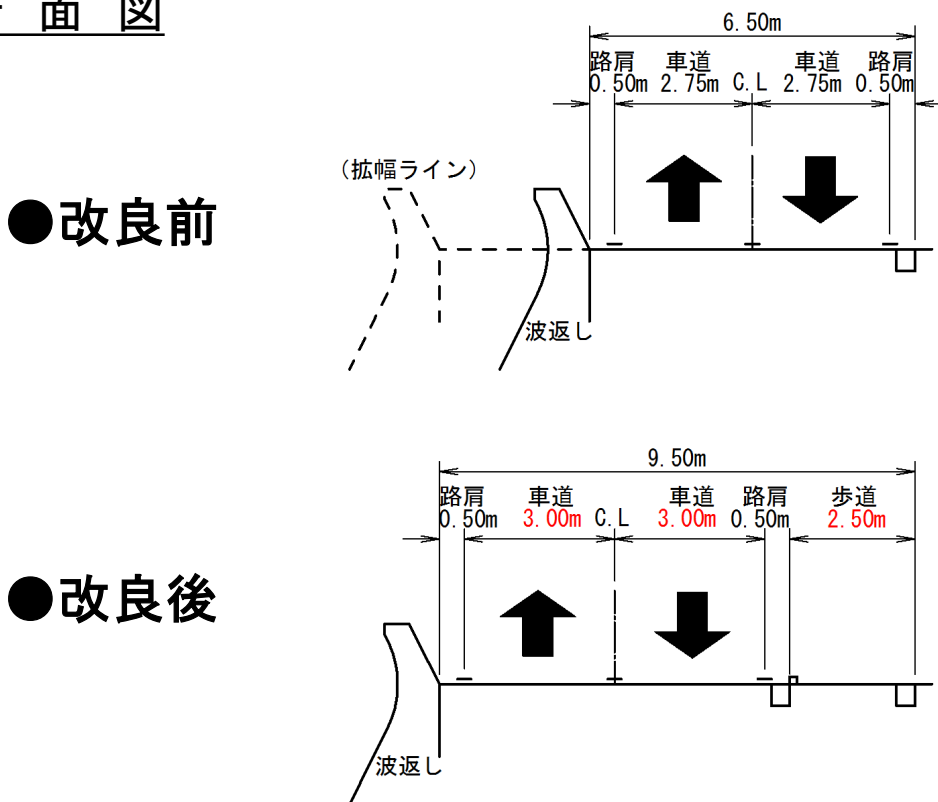 面 図
6.50m
路肩 車道 車道 路肩
0.50m 2.75m C.L 2.75m 0.50m
(拡幅ライン)
●改良前
波返し
9.50m
路肩 車道 車道 路肩 歩道
0.50m 3.00m C.L 3.00m 0.50m 2.50m
●改良後
波返し